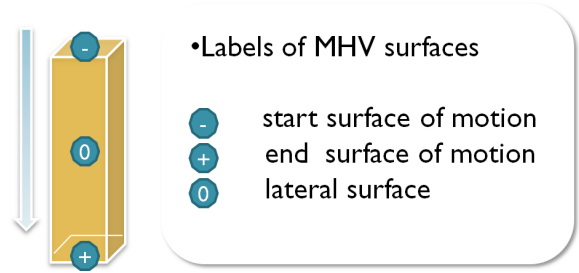 -
0
+
•Labels of MHV surfaces
- start surface of motion
+ end surface of motion
0 lateral surface